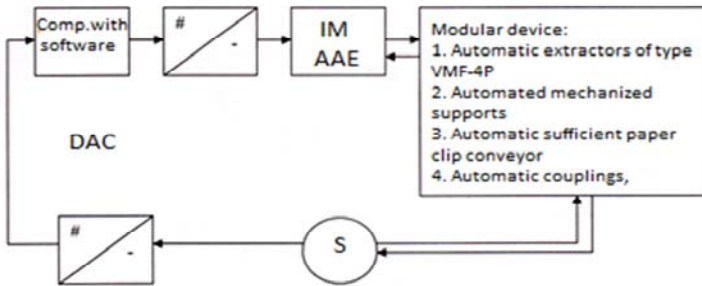 Comp.with
software
#
-
IM
AAE
Modular device:
1. Automatic extractors of type
VMF-4P
2. Automated mechanized
supports
3. Automatic sufficient paper
clip conveyor
4. Automatic couplings,
DAC
#
-
S